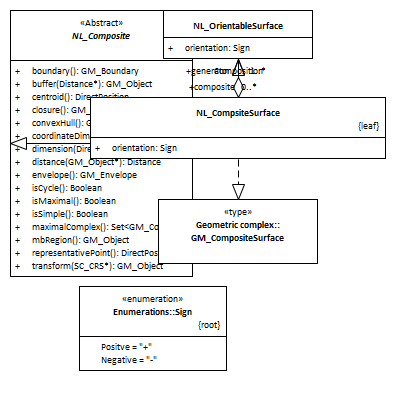 «Abstract»
NL_Composite
+ boundary(): GM_Boundary
+ buffer(Distance*): GM_Object
+ centroid(): DirectPosition
+ closure(): GM_
+ convexHull(): G
+ coordinateDim
+ dimension(Dire
+ distance(GM_Object*): Distance
+ envelope(): GM_Envelope
+ isCycle(): Boolean
+ isMaximal(): Boolean
+ isSimple(): Boolean
+ maximalComplex(): Set<GM_Co
+ mbRegion(): GM_Object
+ representativePoint(): DirectPos
+ transform(SC_CRS*): GM_Object
NL_OrientableSurface
+ orientation: Sign
+generator
Composition
1..*
+composite
0..*
NL_CompsiteSurface
{leaf}
+ orientation: Sign
«type»
Geometric complex::
GM_CompositeSurface
«enumeration»
Enumerations::Sign
{root}
Positve = "+"
Negative = "-"